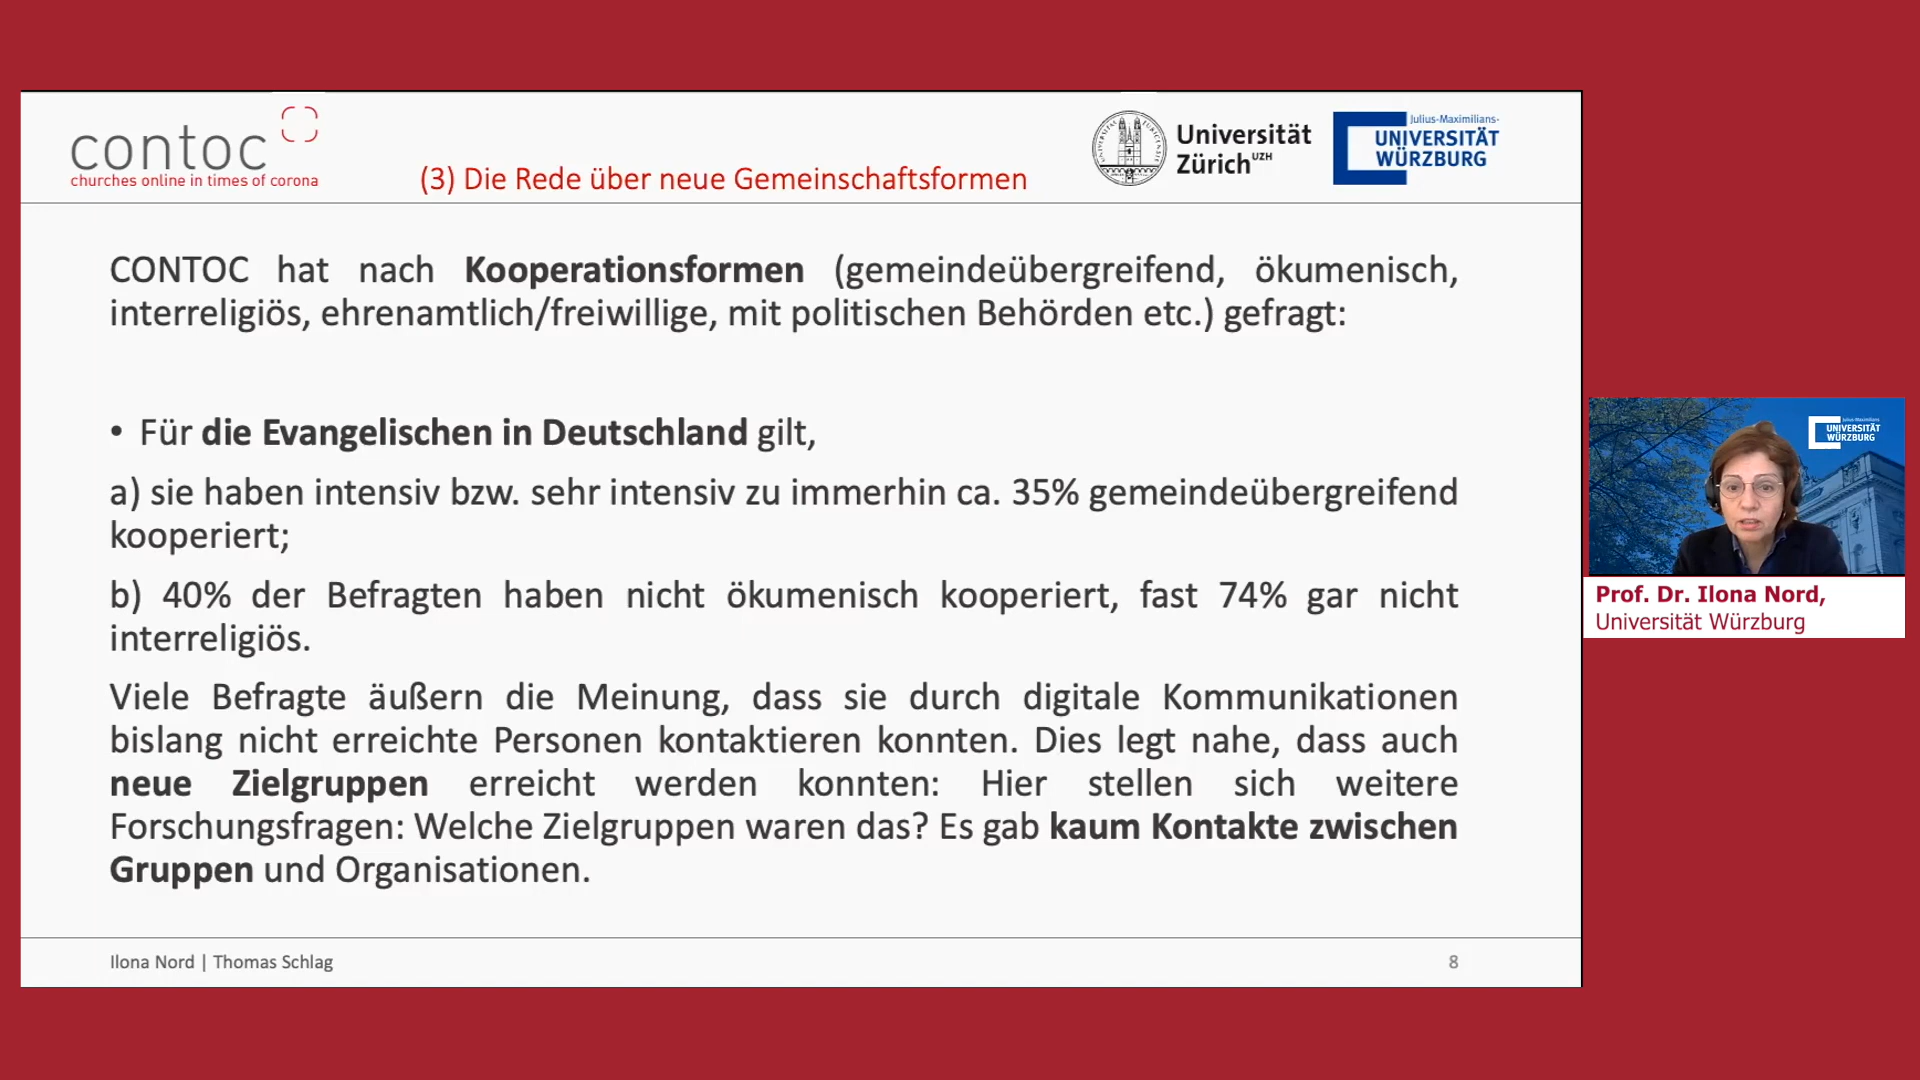 contoc
churches online in times of corona
(3) Die Rede über neue Gemeinschaftsformen
Universität
Zürich UZH
Julius-Maximilians-
UNIVERSITÄT
WÜRZBURG
CONTOC hat nach Kooperationsformen (gemeindeübergreifend, ökumenisch,
interreligiös, ehrenamtlich/freiwillige, mit politischen Behörden etc.) gefragt:
• Für die Evangelischen in Deutschland gilt,
a) sie haben intensiv bzw. sehr intensiv zu immerhin ca. 35% gemeindeübergreifend
kooperiert;
b) 40% der Befragten haben nicht ökumenisch kooperiert, fast 74% gar nicht
interreligiös.
Viele Befragte äußern die Meinung, dass sie durch digitale Kommunikationen
bislang nicht erreichte Personen kontaktieren konnten. Dies legt nahe, dass auch
neue Zielgruppen erreicht werden konnten: Hier stellen sich weitere
Forschungsfragen: Welche Zielgruppen waren das? Es gab kaum Kontakte zwischen
Gruppen und Organisationen.
Ilona Nord | Thomas Schlag
8
UNIVERSITÄT
WÜRZBURG
Prof. Dr. Ilona Nord,
Universität Würzburg